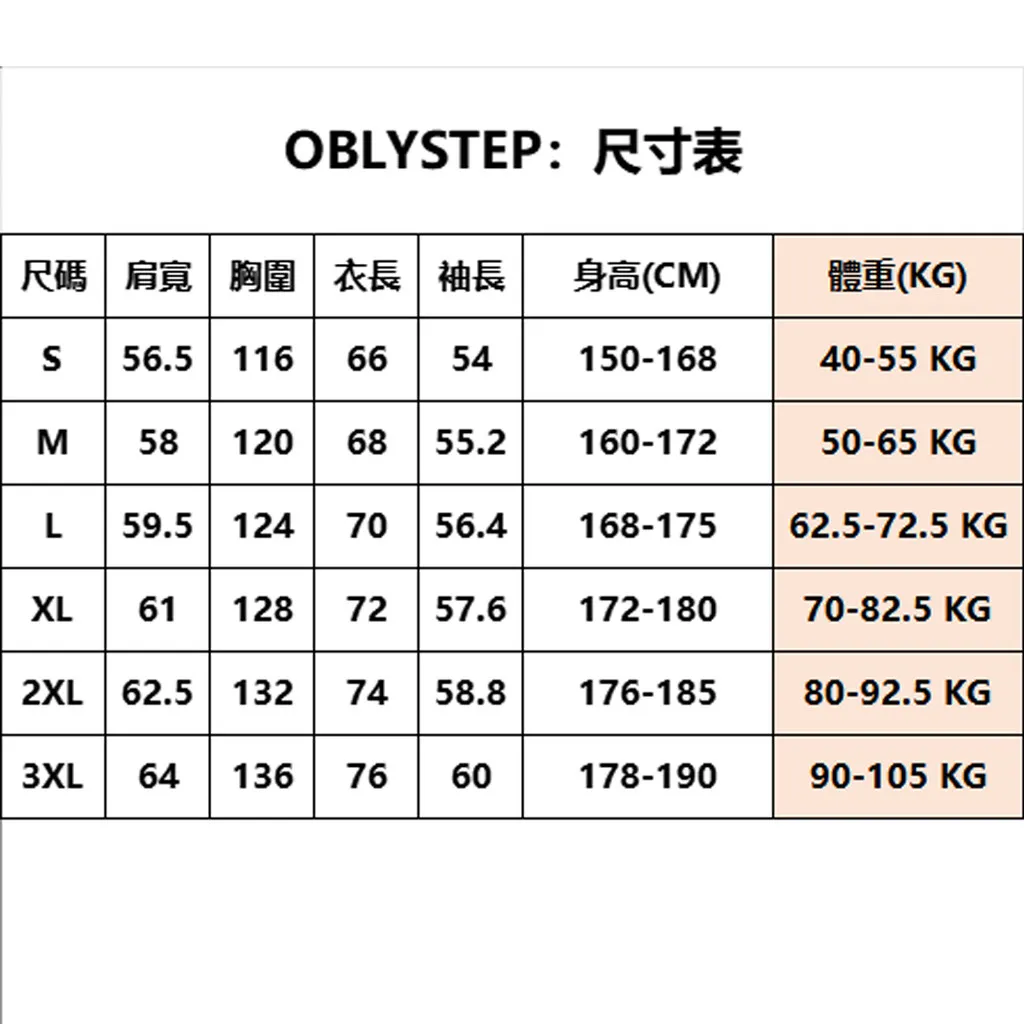 OBLYSTEP：尺寸表
尺碼 肩寬 胸圍 衣長 袖長 身高(CM) 體重(KG)
S 56.5 116 66 54 150-168 40-55 KG
M 58 120 68 55.2 160-172 50-65 KG
L 59.5 124 70 56.4 168-175 62.5-72.5 KG
XL 61 128 72 57.6 172-180 70-82.5 KG
2XL 62.5 132 74 58.8 176-185 80-92.5 KG
3XL 64 136 76 60 178-190 90-105 KG